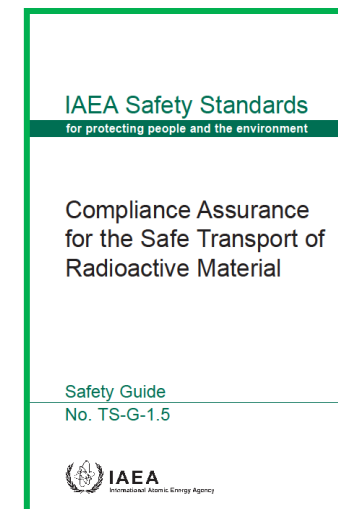 IAEA Safety Standards
for protecting people and the environment
Compliance Assurance
for the Safe Transport of
Radioactive Material
Safety Guide
No. TS-G-1.5
IAEA
International Atomic Energy Agency